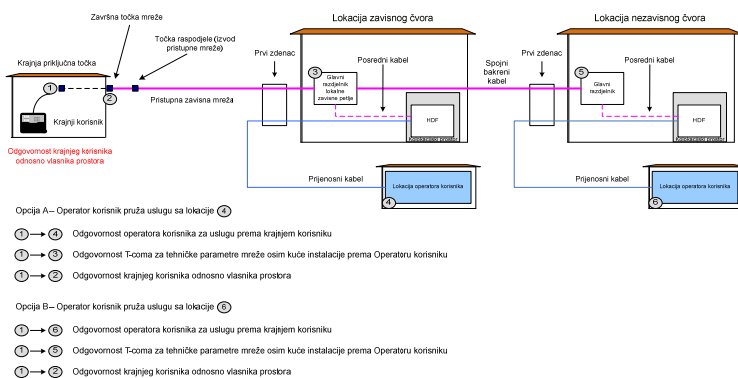 Lokacija zavisnog čvora
Lokacija nezavisnog čvora
Završna točka mreže
Točka raspodjele (izvod
pristupne mreže)
Krajnja priključna točka
Prvi zdenac
Posredni kabel
Spojni
bakreni
kabel
Prvi zdenac
Posredni kabel
1
2
Pristupna zavisna mreža
3
Glavni
razdjelnik
lokalne
zavisne petlje
5
Glavni
razdjelnik
Krajnji korisnik
HDF
HDF
Odgovornost krajnjeg korisnika
odnosno vlasnika prostora
Prijenosni kabel
Lokacija operatora korisnika
4
Prijenosni kabel
Lokacija operatora korisnika
6
Opcija A – Operator korisnik pruža uslugu sa lokacije 4
1 → 4 Odgovornost operatora korisnika za uslugu prema krajnjem korisniku
1 → 3 Odgovornost T-coma za tehničke parametre mreže osim kuće instalacije prema Operatoru korisniku
1 → 2 Odgovornost krajnjeg korisnika odnosno vlasnika prostora
Opcija B – Operator korisnik pruža uslugu sa lokacije 6
1 → 6 Odgovornost operatora korisnika za uslugu prema krajnjem korisniku
1 → 5 Odgovornost T-coma za tehničke parametre mreže osim kuće instalacije prema Operatoru korisniku
1 → 2 Odgovornost krajnjeg korisnika odnosno vlasnika prostora